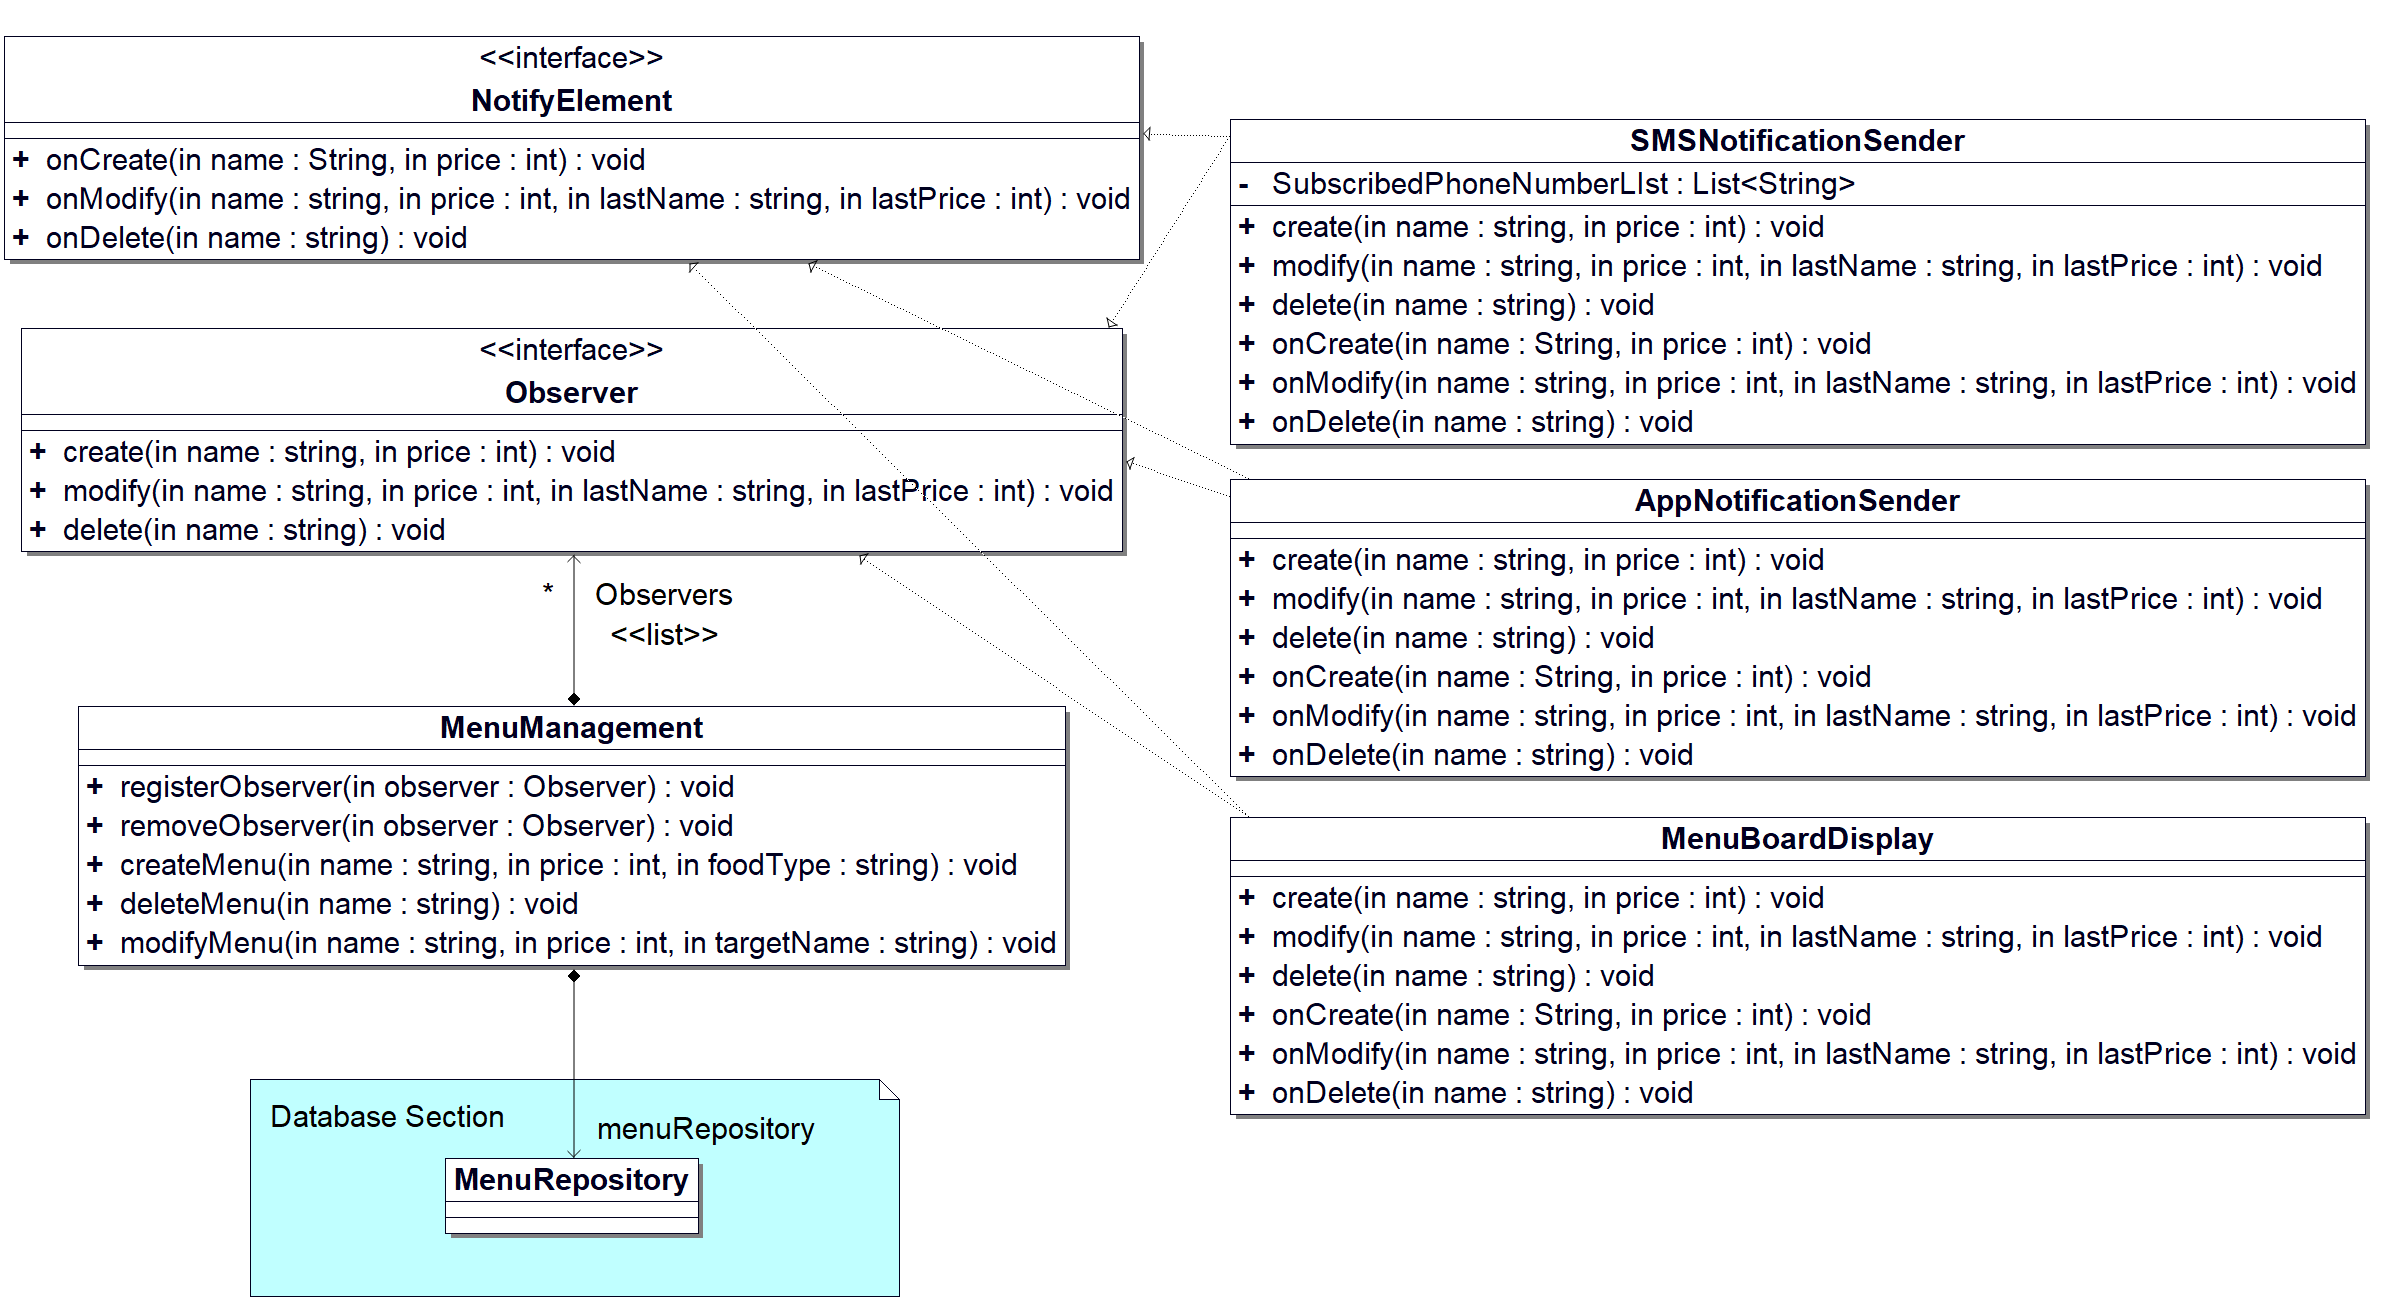 <<interface>>
NotifyElement
+ onCreate(in name : String, in price : int) : void
+ onModify(in name : string, in price : int, in lastName : string, in lastPrice : int) : void
+ onDelete(in name : string) : void
<<interface>>
Observer
+ create(in name : string, in price : int) : void
+ modify(in name : string, in price : int, in lastName : string, in lastPrice : int) : void
+ delete(in name : string) : void
* Observers
<<list>>
MenuManagement
+ registerObserver(in observer : Observer) : void
+ removeObserver(in observer : Observer) : void
+ createMenu(in name : string, in price : int, in foodType : string) : void
+ deleteMenu(in name : string) : void
+ modifyMenu(in name : string, in price : int, in targetName : string) : void
Database Section
menuRepository
MenuRepository
SMSNotificationSender
- SubscribedPhoneNumberLIst : List<String>
+ create(in name : string, in price : int) : void
+ modify(in name : string, in price : int, in lastName : string, in lastPrice : int) : void
+ delete(in name : string) : void
+ onCreate(in name : String, in price : int) : void
+ onModify(in name : string, in price : int, in lastName : string, in lastPrice : int) : void
+ onDelete(in name : string) : void
AppNotificationSender
+ create(in name : string, in price : int) : void
+ modify(in name : string, in price : int, in lastName : string, in lastPrice : int) : void
+ delete(in name : string) : void
+ onCreate(in name : String, in price : int) : void
+ onModify(in name : string, in price : int, in lastName : string, in lastPrice : int) : void
+ onDelete(in name : string) : void
MenuBoardDisplay
+ create(in name : string, in price : int) : void
+ modify(in name : string, in price : int, in lastName : string, in lastPrice : int) : void
+ delete(in name : string) : void
+ onCreate(in name : String, in price : int) : void
+ onModify(in name : string, in price : int, in lastName : string, in lastPrice : int) : void
+ onDelete(in name : string) : void